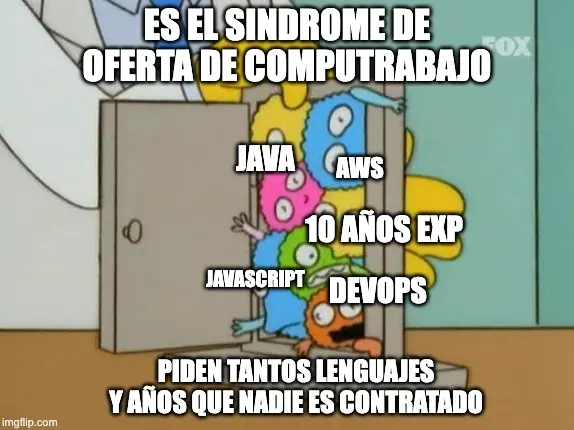 ES EL SINDROME DE
OFERTA DE COMPUTRABAJO
FOX
JAVA
AWS
10 AÑOS EXP
JAVASCRIPT
DEVOPS
PIDEN TANTOS LENGUAJES
Y AÑOS QUE NADIE ES CONTRATADO
imgflip.com